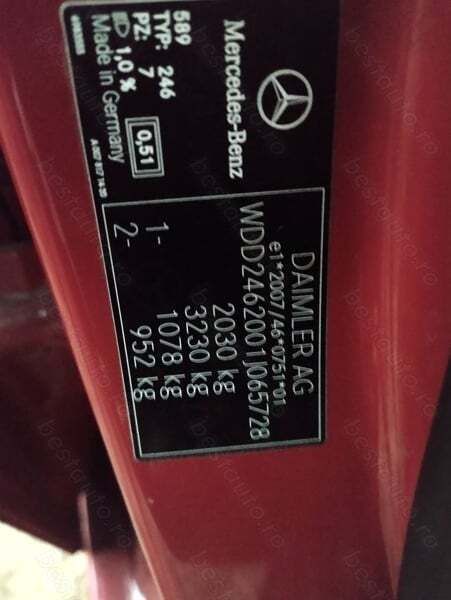 Mercedes-Benz
589
TYP: 246
PZ: 7
1,0 %
Made in Germany
0,51
DAIMLER AG
e1*2007/46*0751*01
WDD2462001J065728
2030 kg
3230 kg
1- 1078 kg
2- 952 kg
bestauto.ro